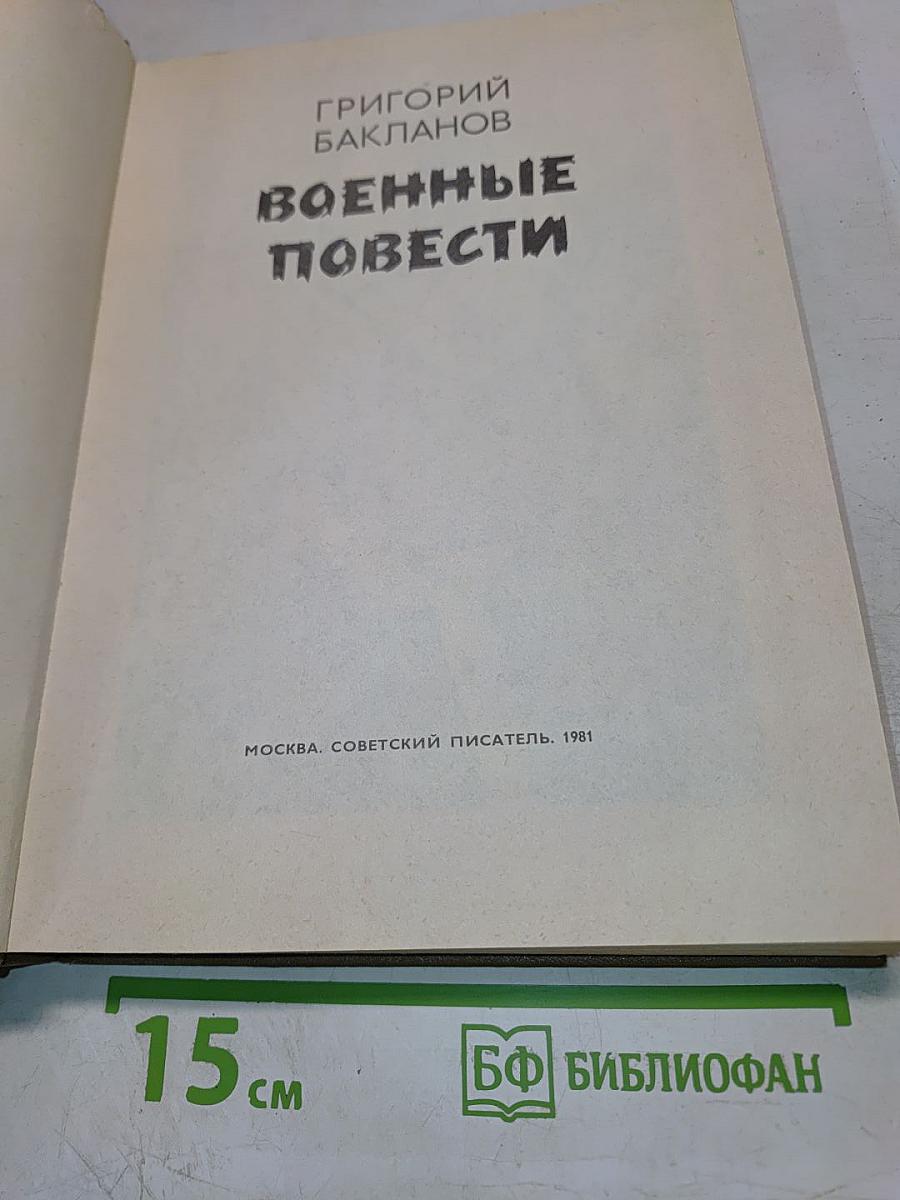 ГРИГОРИЙ
БАКЛАНОВ
ВОЕННЫЕ
ПОВЕСТИ
МОСКВА. СОВЕТСКИЙ ПИСАТЕЛЬ. 1981
15 см
БФ БИБЛИОФАН